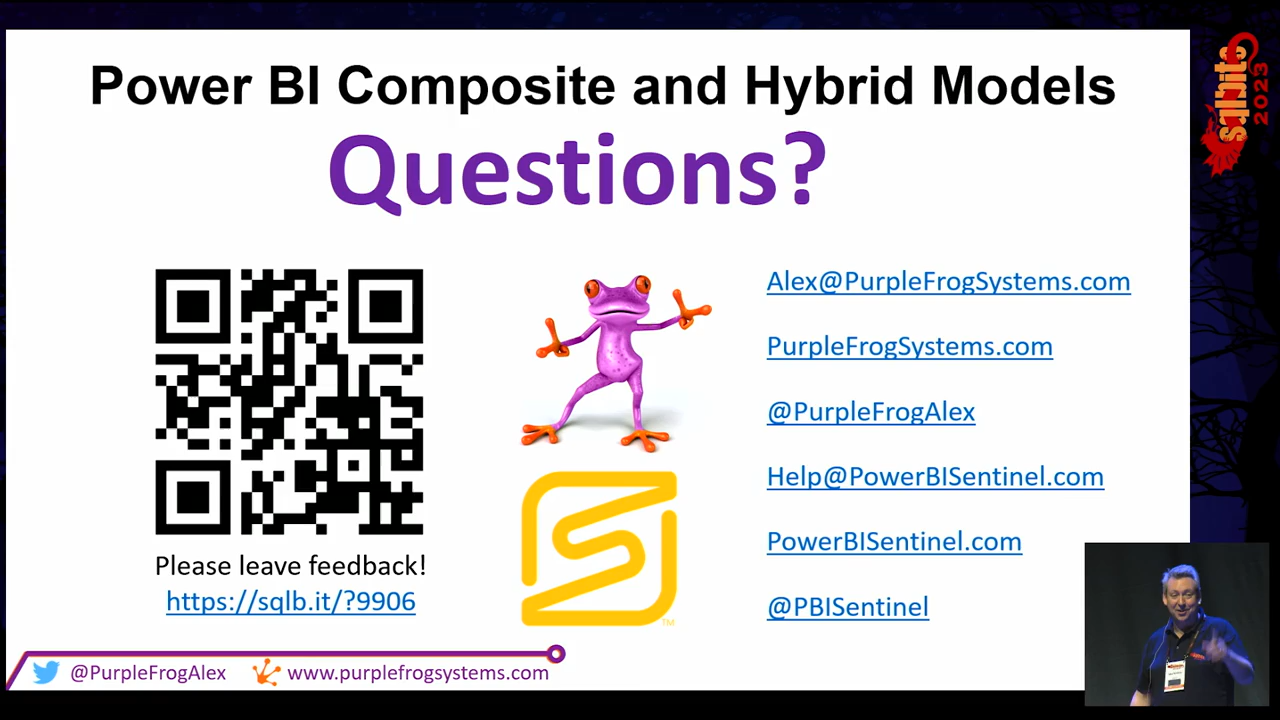 Power BI Composite and Hybrid Models
Questions?
Alex@PurpleFrogSystems.com
PurpleFrogSystems.com
@PurpleFrogAlex
Help@PowerBISentinel.com
PowerBISentinel.com
@PBISentinel
Please leave feedback!
https://sqlb.it/?9906
TM
@PurpleFrogAlex
www.purplefrogsystems.com
sqlbits
2023